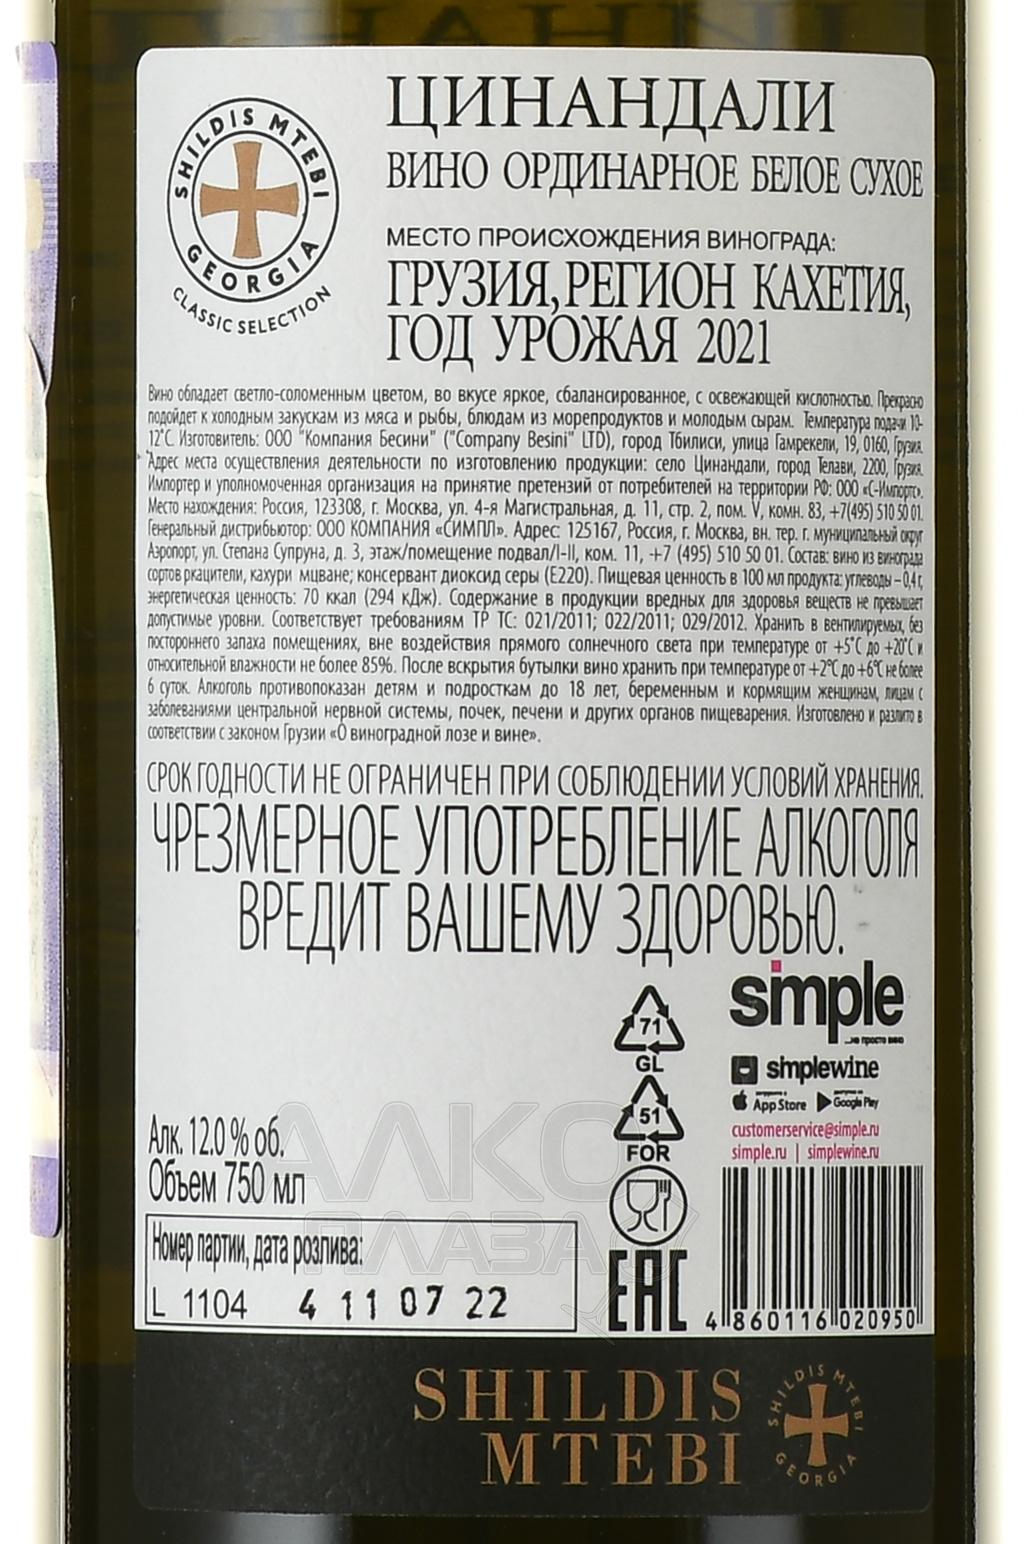 SHILDIS MTEBI
GEORGIA
CLASSIC SELECTION
ЦИНАНДАЛИ
ВИНО ОРДИНАРНОЕ БЕЛОЕ СУХОЕ
МЕСТО ПРОИСХОЖДЕНИЯ ВИНОГРАДА:
ГРУЗИЯ, РЕГИОН КАХЕТИЯ,
ГОД УРОЖАЯ 2021
Вино обладает светло-соломенным цветом, во вкусе яркое, сбалансированное, с освежающей кислотностью. Прекрасно
подойдет к холодным закускам из мяса и рыбы, блюдам из морепродуктов и молодым сырам. Температура подачи 10-
12°С. Изготовитель: ООО "Компания Бесини" ("Company Besini" LTD), город Тбилиси, улица Гамрекели, 19, 0160, Грузия.
Адрес места осуществления деятельности по изготовлению продукции: село Цинандали, город Телави, 2200, Грузия.
Импортер и уполномоченная организация на принятие претензий от потребителей на территории РФ: ООО «С-Импортс».
Место нахождения: Россия, 123308, г. Москва, ул. 4-я Магистральная, д. 11, стр. 2, пом. V, комн. 83, +7(495) 510 50 01.
Генеральный дистрибьютор: ООО КОМПАНИЯ «СИМПЛ». Адрес: 125167, Россия, г. Москва, вн. тер. г. муниципальный округ
Аэропорт, ул. Степана Супруна, д. 3, этаж/помещение подвал/I-II, ком. 11, +7 (495) 510 50 01. Состав: вино из винограда
сортов ркацители, кахури мцване; консервант диоксид серы (Е220). Пищевая ценность в 100 мл продукта: углеводы – 0,4 г,
энергетическая ценность: 70 ккал (294 кДж). Содержание в продукции вредных для здоровья веществ не превышает
допустимые уровни. Соответствует требованиям ТР ТС: 021/2011; 022/2011; 029/2012. Хранить в вентилируемых, без
постороннего запаха помещениях, вне воздействия прямого солнечного света при температуре от +5°С до +20°С и
относительной влажности не более 85%. После вскрытия бутылки вино хранить при температуре от +2°С до +6°С не более
6 суток. Алкоголь противопоказан детям и подросткам до 18 лет, беременным и кормящим женщинам, лицам с
заболеваниями центральной нервной системы, почек, печени и других органов пищеварения. Изготовлено и разлито в
соответствии с законом Грузии «О виноградной лозе и вине».
СРОК ГОДНОСТИ НЕ ОГРАНИЧЕН ПРИ СОБЛЮДЕНИИ УСЛОВИЙ ХРАНЕНИЯ.
ЧРЕЗМЕРНОЕ УПОТРЕБЛЕНИЕ АЛКОГОЛЯ
ВРЕДИТ ВАШЕМУ ЗДОРОВЬЮ.
simple
...не просто вино
simplewine
App Store
Google Play
customerservice@simple.ru
simple.ru | simplewine.ru
71
GL
51
FOR
EAC
4 860116 020950
Алк. 12.0 % об.
Объем 750 мл
Номер партии, дата розлива:
L 1104 4 11 07 22
АЛКО
ПЛАЗА
SHILDIS
MTEBI
SHILDIS MTEBI
GEORGIA